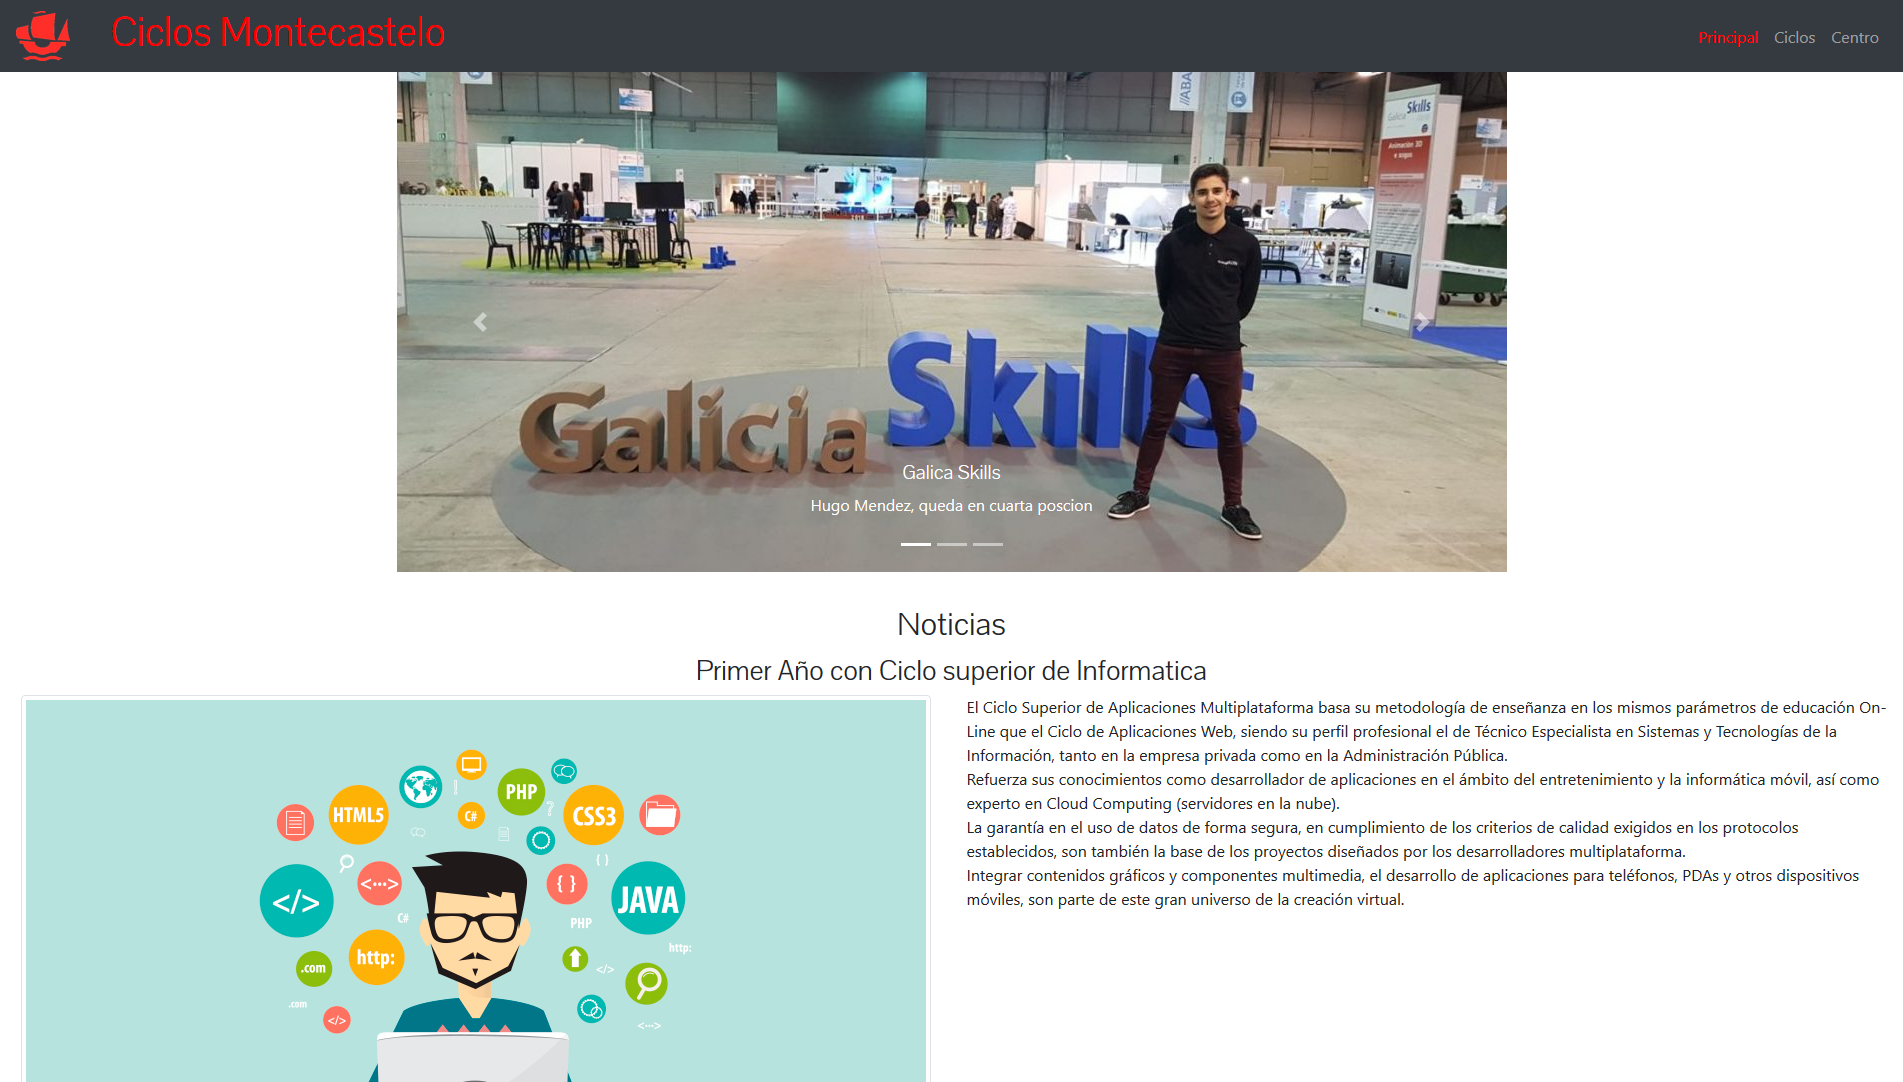 Ciclos Montecastelo
Principal Ciclos Centro
//ABA
Skills
Galicia
Animación 3D
e xogos
Skills
Galicia Skills
Galica Skills
Hugo Mendez, queda en cuarta poscion
Noticias
Primer Año con Ciclo superior de Informatica
El Ciclo Superior de Aplicaciones Multiplataforma basa su metodología de enseñanza en los mismos parámetros de educación On-
Line que el Ciclo de Aplicaciones Web, siendo su perfil profesional el de Técnico Especialista en Sistemas y Tecnologías de la
Información, tanto en la empresa privada como en la Administración Pública.
Refuerza sus conocimientos como desarrollador de aplicaciones en el ámbito del entretenimiento y la informática móvil, así como
experto en Cloud Computing (servidores en la nube).
La garantía en el uso de datos de forma segura, en cumplimiento de los criterios de calidad exigidos en los protocolos
establecidos, son también la base de los proyectos diseñados por los desarrolladores multiplataforma.
Integrar contenidos gráficos y componentes multimedia, el desarrollo de aplicaciones para teléfonos, PDAs y otros dispositivos
móviles, son parte de este gran universo de la creación virtual.
HTML5
C#
PHP
?
CSS3
</>
<···>
C#
{ }
{ }
PHP
JAVA
http:
.com
http:
</>
.com
</>
<···>